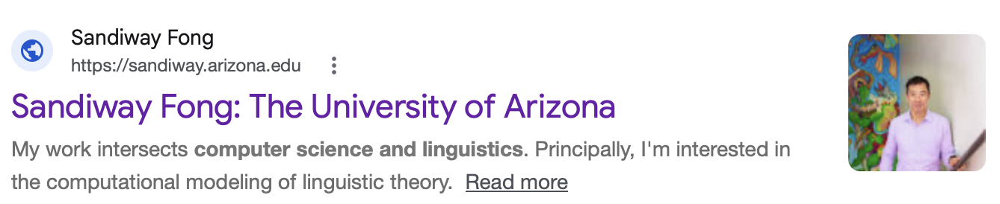 Sandiway Fong
https://sandiway.arizona.edu
Sandiway Fong: The University of Arizona
My work intersects computer science and linguistics. Principally, I'm interested in
the computational modeling of linguistic theory. Read more